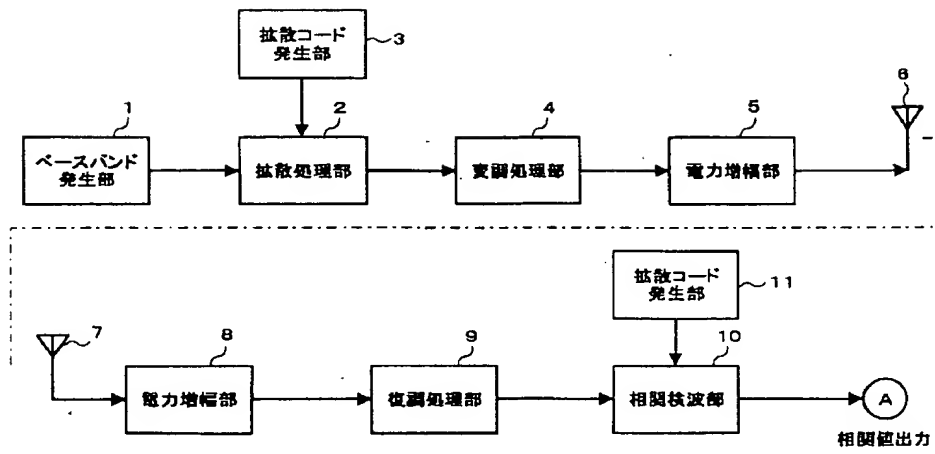 拡散コード
発生部
3
1
ベースバンド
発生部
2
拡散処理部
4
変調処理部
5
電力増幅部
6
拡散コード
発生部
11
7
8
電力増幅部
9
復調処理部
10
相関検波部
A
相関値出力